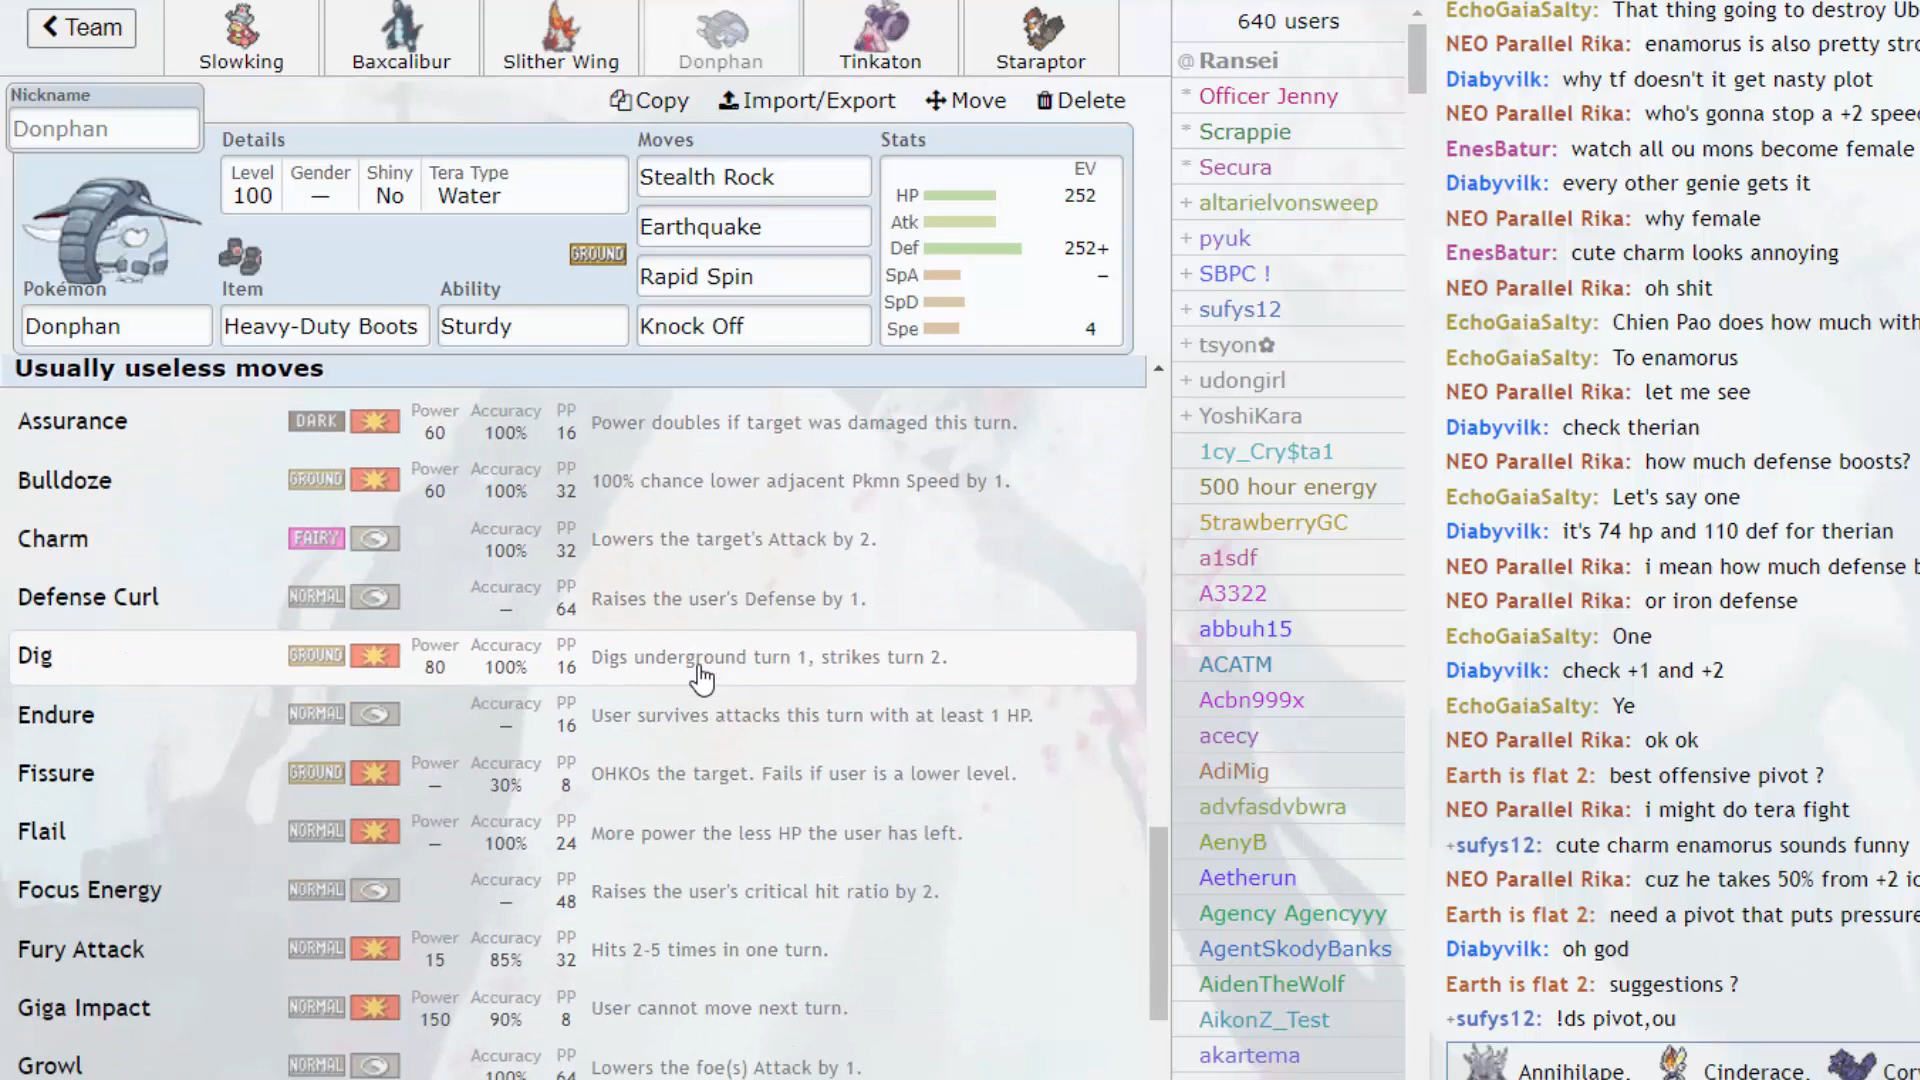 Team
Slowking
Baxcalibur
Slither Wing
Donphan
Tinkaton
Staraptor
Nickname
Donphan
Copy
Import/Export
Move
Delete
Details
Level
100
Gender
—
Shiny
No
Tera Type
Water
GROUND
Pokémon
Donphan
Item
Heavy-Duty Boots
Ability
Sturdy
Moves
Stealth Rock
Earthquake
Rapid Spin
Knock Off
Stats
EV
HP 252
Atk
Def 252+
SpA –
SpD
Spe 4
Usually useless moves
Assurance DARK Power 60 Accuracy 100% PP 16 Power doubles if target was damaged this turn.
Bulldoze GROUND Power 60 Accuracy 100% PP 32 100% chance lower adjacent Pkmn Speed by 1.
Charm FAIRY Accuracy 100% PP 32 Lowers the target's Attack by 2.
Defense Curl NORMAL Accuracy — PP 64 Raises the user's Defense by 1.
Dig GROUND Power 80 Accuracy 100% PP 16 Digs underground turn 1, strikes turn 2.
Endure NORMAL Accuracy — PP 16 User survives attacks this turn with at least 1 HP.
Fissure GROUND Power — Accuracy 30% PP 8 OHKOs the target. Fails if user is a lower level.
Flail NORMAL Power — Accuracy 100% PP 24 More power the less HP the user has left.
Focus Energy NORMAL Accuracy — PP 48 Raises the user's critical hit ratio by 2.
Fury Attack NORMAL Power 15 Accuracy 85% PP 32 Hits 2-5 times in one turn.
Giga Impact NORMAL Power 150 Accuracy 90% PP 8 User cannot move next turn.
Growl NORMAL Accuracy 100% PP 64 Lowers the foe(s) Attack by 1.
640 users
@Ransei
* Officer Jenny
* Scrappie
* Secura
+ altarielvonsweep
+ pyuk
+ SBPC !
+ sufys12
+ tsyon✿
+ udongirl
+ YoshiKara
1cy_Cry$ta1
500 hour energy
5trawberryGC
a1sdf
A3322
abbuh15
ACATM
Acbn999x
acecy
AdiMig
advfasdvbwra
AenyB
Aetherun
Agency Agencyyy
AgentSkodyBanks
AidenTheWolf
AikonZ_Test
akartema
EchoGaiaSalty: That thing going to destroy Ub
NEO Parallel Rika: enamorus is also pretty stro
Diabyvilk: why tf doesn't it get nasty plot
NEO Parallel Rika: who's gonna stop a +2 spee
EnesBatur: watch all ou mons become female
Diabyvilk: every other genie gets it
NEO Parallel Rika: why female
EnesBatur: cute charm looks annoying
NEO Parallel Rika: oh shit
EchoGaiaSalty: Chien Pao does how much with
EchoGaiaSalty: To enamorus
NEO Parallel Rika: let me see
Diabyvilk: check therian
NEO Parallel Rika: how much defense boosts?
EchoGaiaSalty: Let's say one
Diabyvilk: it's 74 hp and 110 def for therian
NEO Parallel Rika: i mean how much defense b
NEO Parallel Rika: or iron defense
EchoGaiaSalty: One
Diabyvilk: check +1 and +2
EchoGaiaSalty: Ye
NEO Parallel Rika: ok ok
Earth is flat 2: best offensive pivot ?
NEO Parallel Rika: i might do tera fight
+sufys12: cute charm enamorus sounds funny
NEO Parallel Rika: cuz he takes 50% from +2 ic
Earth is flat 2: need a pivot that puts pressure
Diabyvilk: oh god
Earth is flat 2: suggestions ?
+sufys12: !ds pivot,ou
Annihilape, Cinderace, Cor